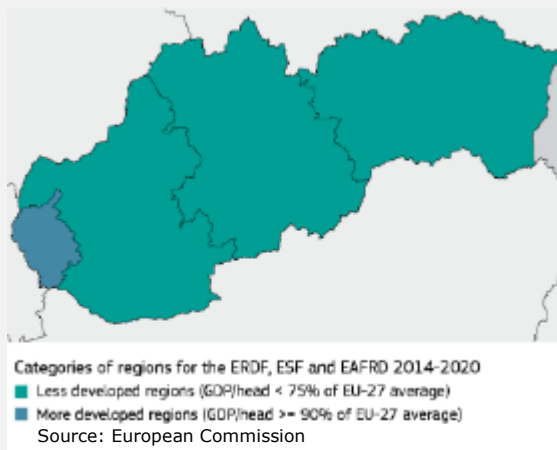 Categories of regions for the ERDF, ESF and EAFRD 2014-2020
Less developed regions (GDP/head < 75% of EU-27 average)
More developed regions (GDP/head >= 90% of EU-27 average)
Source: European Commission